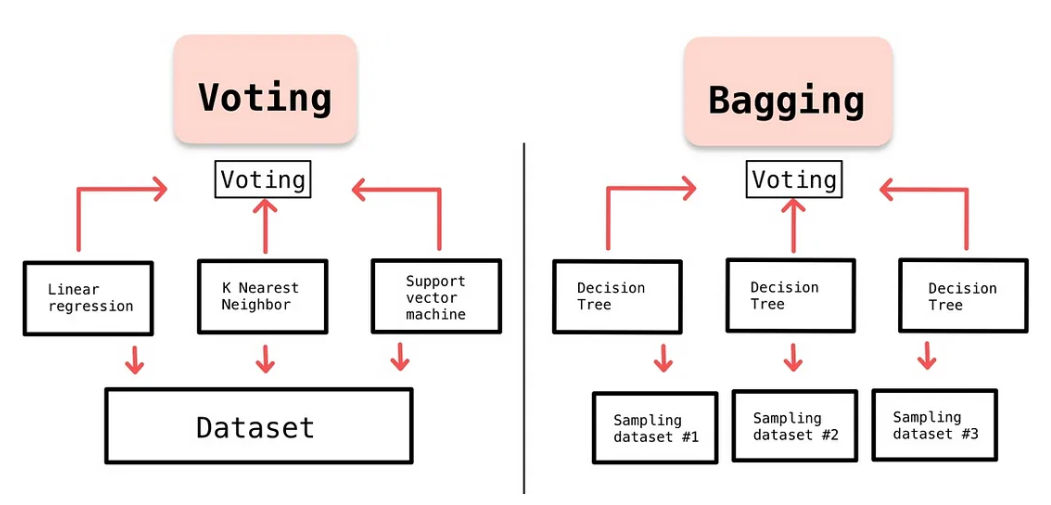 Voting
Voting
Linear
regression
K Nearest
Neighbor
Support
vector
machine
Dataset
Bagging
Voting
Decision
Tree
Decision
Tree
Decision
Tree
Sampling
dataset #1
Sampling
dataset #2
Sampling
dataset #3